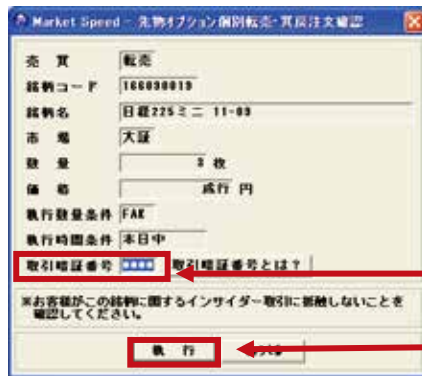 Market Speed - 先物オプション個別転売・買戻注文確認
売 買 転売
銘柄コード 166090019
銘柄名 日経225ミニ 11-09
市 場 大証
数 量 3 枚
価 格 成行 円
執行数量条件 FAK
執行時間条件 本日中
取引暗証番号 **** 取引暗証番号とは？
※お客様がこの銘柄に関するインサイダー取引に抵触しないことを
確認してください。
執 行